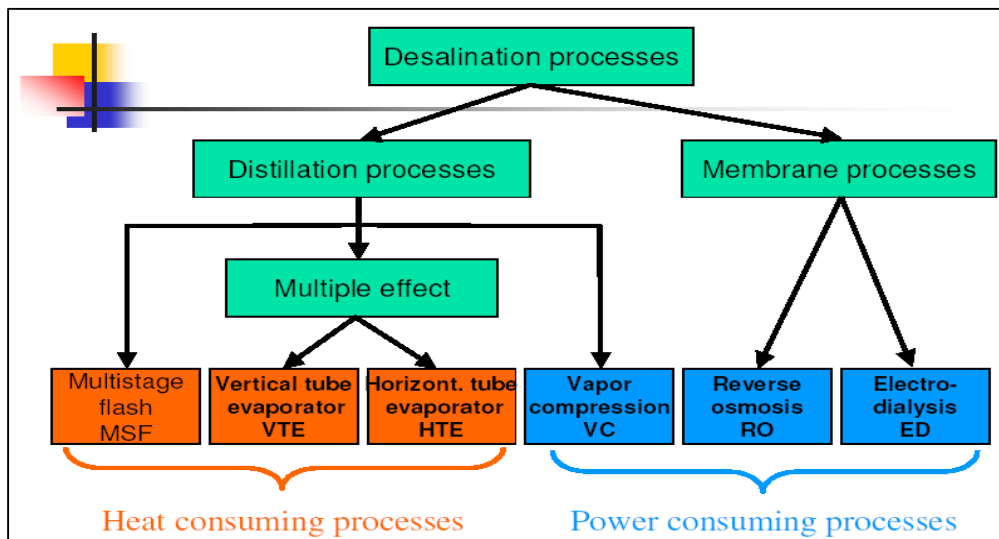 Desalination processes
Distillation processes
Membrane processes
Multiple effect
Multistage
flash
MSF
Vertical tube
evaporator
VTE
Horizont. tube
evaporator
HTE
Vapor
compression
VC
Reverse
osmosis
RO
Electro-
dialysis
ED
Heat consuming processes
Power consuming processes